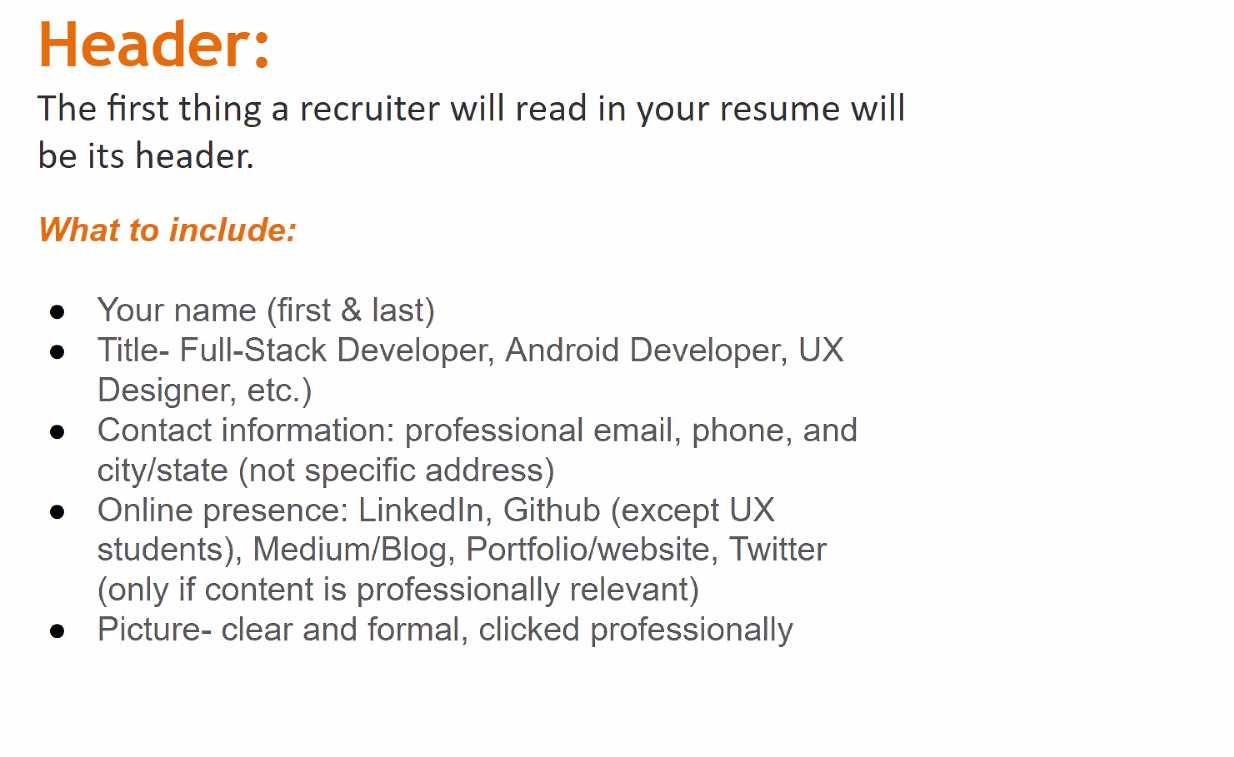 Header:
The first thing a recruiter will read in your resume will
be its header.
What to include:
● Your name (first & last)
● Title- Full-Stack Developer, Android Developer, UX
Designer, etc.)
● Contact information: professional email, phone, and
city/state (not specific address)
● Online presence: LinkedIn, Github (except UX
students), Medium/Blog, Portfolio/website, Twitter
(only if content is professionally relevant)
● Picture- clear and formal, clicked professionally